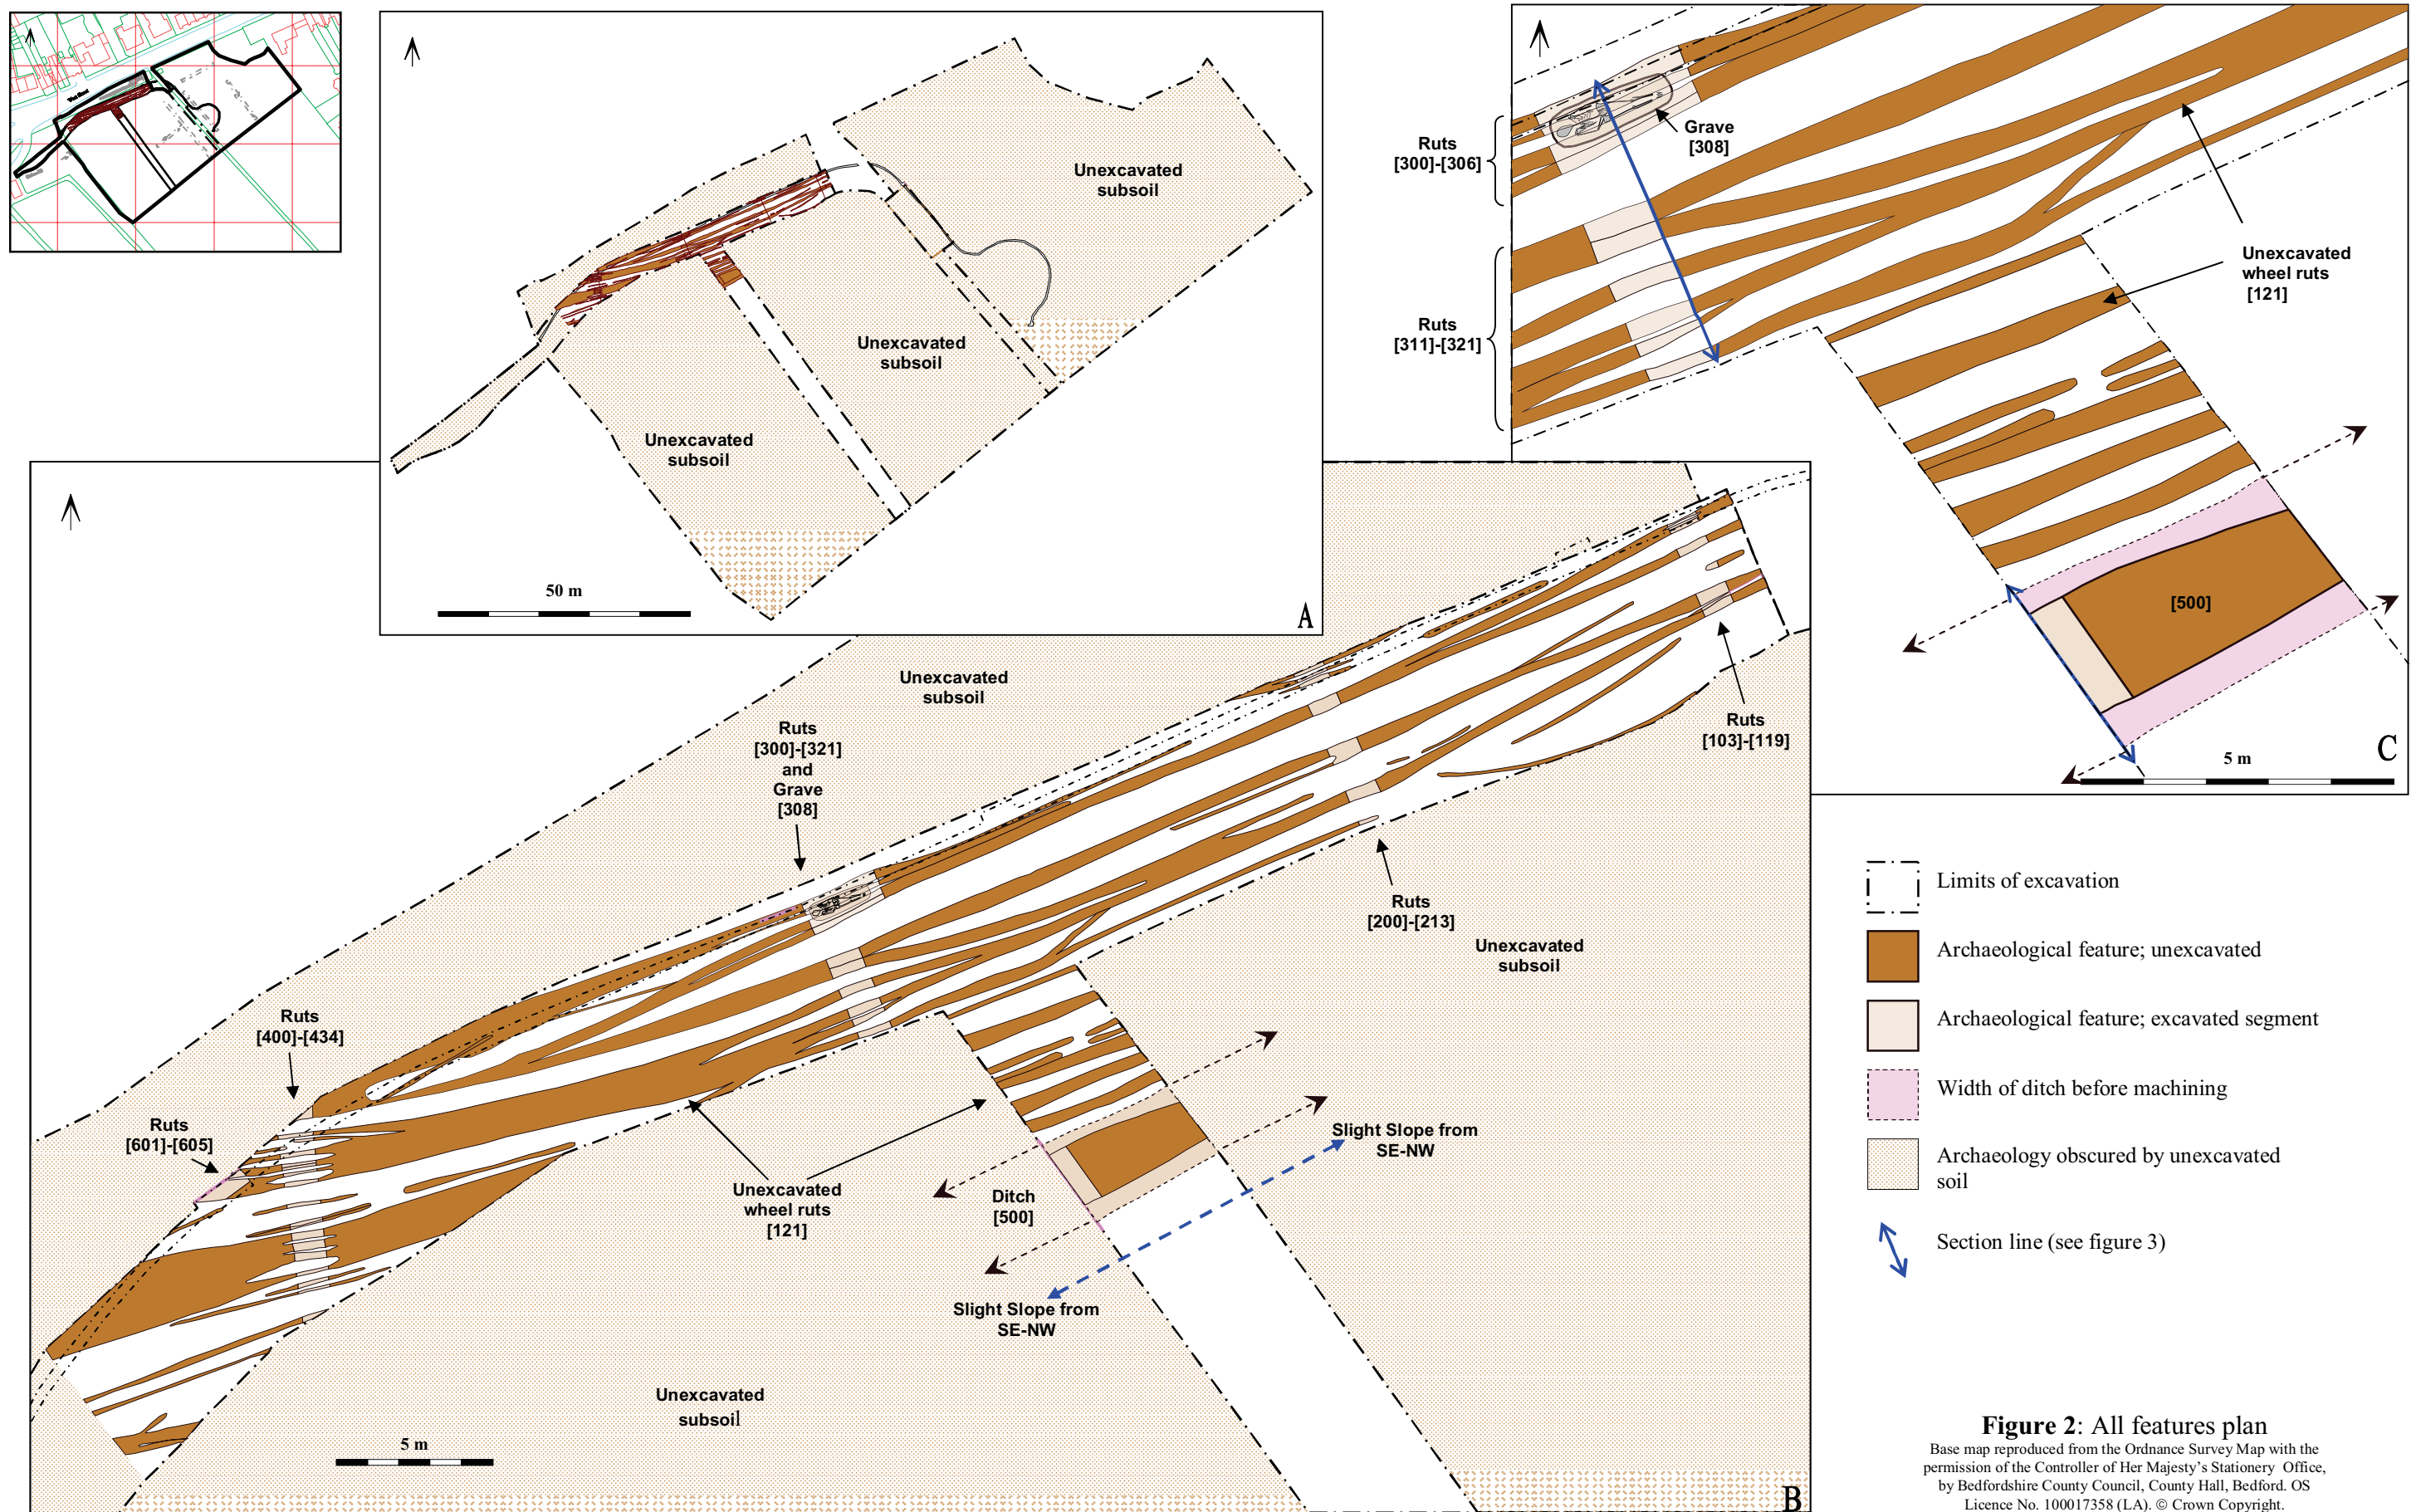 Unexcavated
subsoil
Unexcavated
subsoil
Unexcavated
subsoil
50 m
A
Ruts
[300]-[306]
Grave
[308]
Ruts
[311]-[321]
Unexcavated
wheel ruts
[121]
[500]
5 m
C
Unexcavated
subsoil
Ruts
[300]-[321]
and
Grave
[308]
Ruts
[103]-[119]
Ruts
[200]-[213]
Unexcavated
subsoil
Ruts
[400]-[434]
Ruts
[601]-[605]
Unexcavated
wheel ruts
[121]
Ditch
[500]
Slight Slope from
SE-NW
Slight Slope from
SE-NW
Unexcavated
subsoil
5 m
B
Limits of excavation
Archaeological feature; unexcavated
Archaeological feature; excavated segment
Width of ditch before machining
Archaeology obscured by unexcavated
soil
Section line (see figure 3)
Figure 2: All features plan
Base map reproduced from the Ordnance Survey Map with the
permission of the Controller of Her Majesty's Stationery Office,
by Bedfordshire County Council, County Hall, Bedford. OS
Licence No. 100017358 (LA). © Crown Copyright.